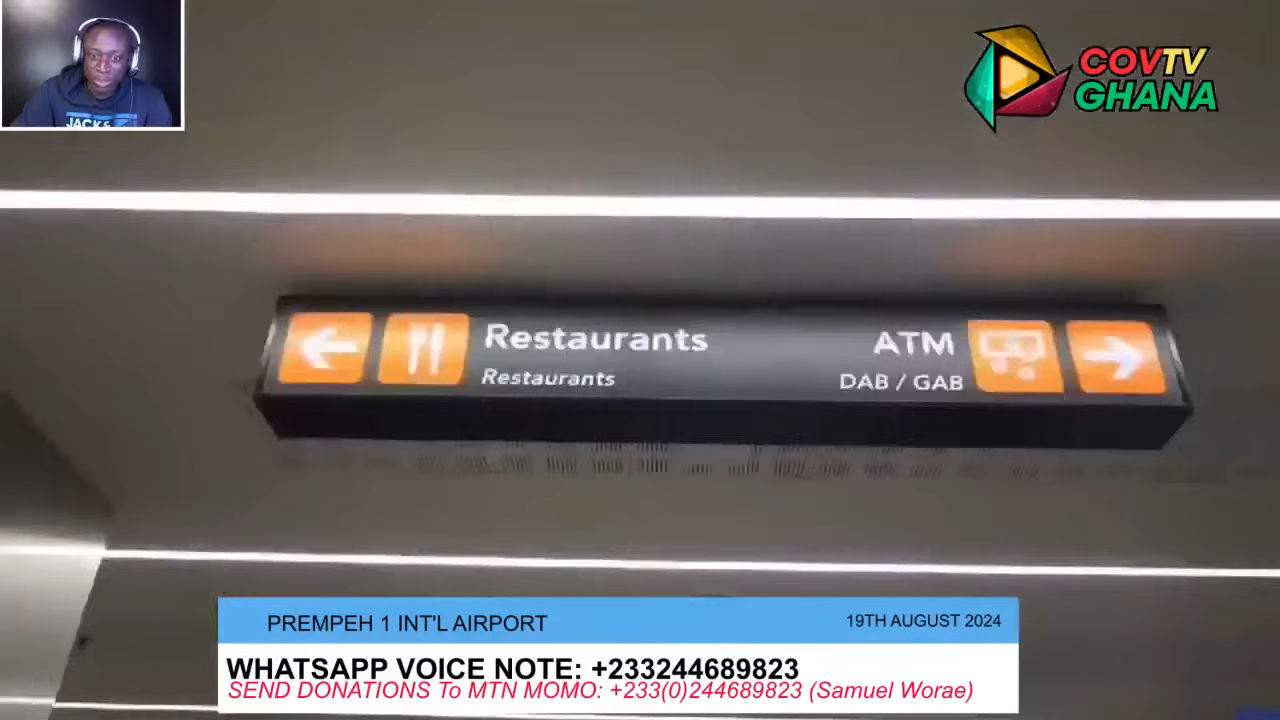 JACK &
COVTV
GHANA
Restaurants
Restaurants
ATM
DAB / GAB
PREMPEH 1 INT'L AIRPORT
19TH AUGUST 2024
WHATSAPP VOICE NOTE: +233244689823
SEND DONATIONS To MTN MOMO: +233(0)244689823 (Samuel Worae)